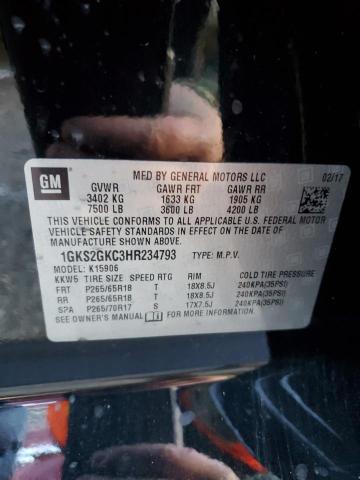 GM
MFD BY GENERAL MOTORS LLC 02/17
GVWR GAWR FRT GAWR RR
3402 KG 1633 KG 1905 KG
7500 LB 3600 LB 4200 LB
THIS VEHICLE CONFORMS TO ALL APPLICABLE U.S. FEDERAL MOTOR
VEHICLE SAFETY STANDARDS IN EFFECT ON THE DATE OF
MANUFACTURE SHOWN ABOVE.
1GKS2GKC3HR234793 TYPE: M.P.V.
MODEL: K15906
KKW5 TIRE SIZE SPEED RTG RIM COLD TIRE PRESSURE
FRT P265/65R18 T 18X8.5J 240KPA(35PSI)
RR P265/65R18 T 18X8.5J 240KPA(35PSI)
SPA P265/70R17 S 17X7.5J 240KPA(35PSI)
SEE OWNER'S MANUAL FOR MORE INFORMATION.